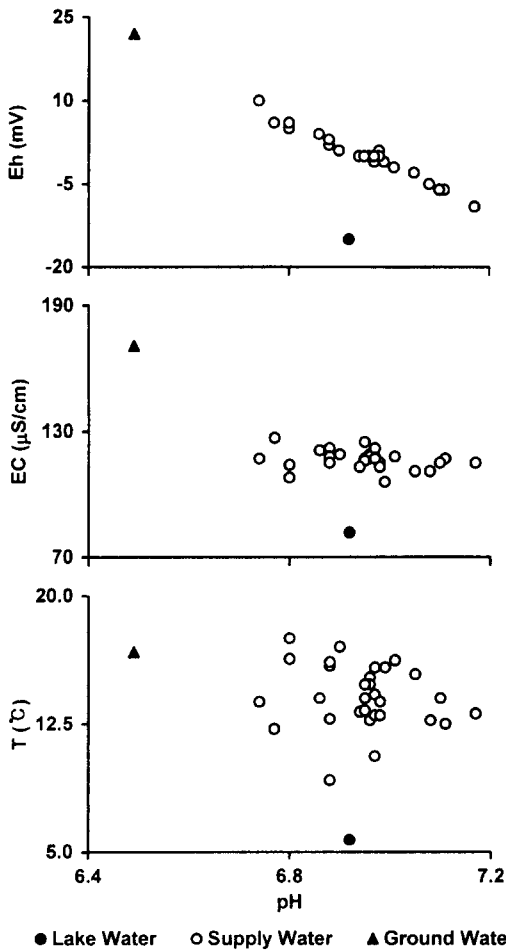 25
10
-5
-20
Eh (mV)
190
130
70
EC (μS/cm)
20.0
12.5
5.0
T (℃)
6.4 6.8 7.2
pH
● Lake Water ○ Supply Water ▲ Ground Wate